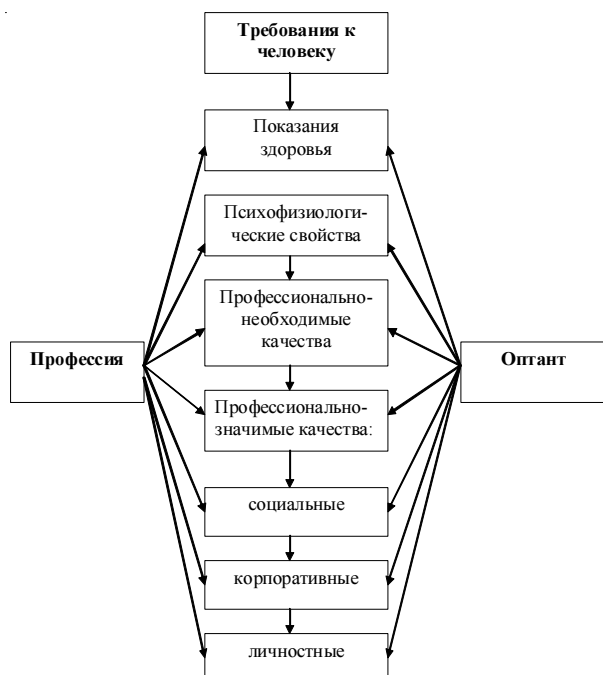 Требования к
человеку
Показания
здоровья
Психофизиологи-
ческие свойства
Профессионально-
необходимые
качества
Профессия
Оптант
Профессионально-
значимые качества:
социальные
корпоративные
личностные